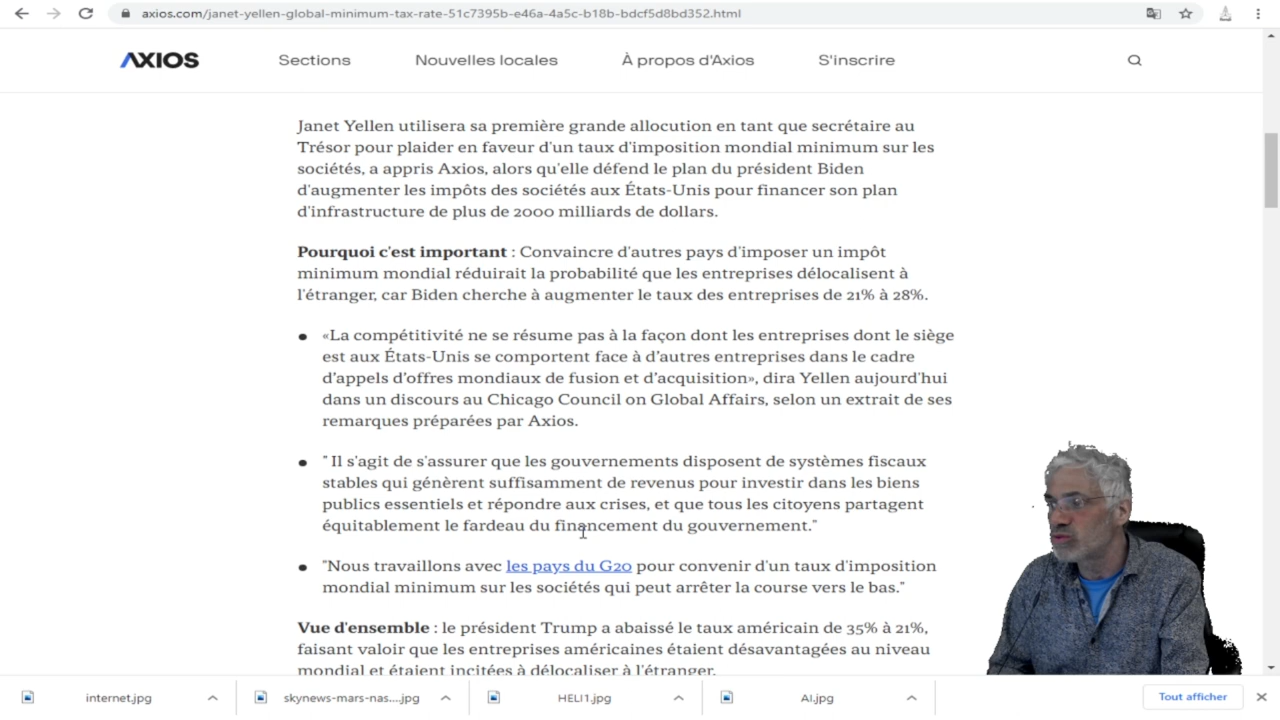 axios.com/janet-yellen-global-minimum-tax-rate-51c7395b-e46a-4a5c-b18b-bdcf5d8bd352.html
AXIOS Sections Nouvelles locales À propos d'Axios S'inscrire
Janet Yellen utilisera sa première grande allocution en tant que secrétaire au
Trésor pour plaider en faveur d'un taux d'imposition mondial minimum sur les
sociétés, a appris Axios, alors qu'elle défend le plan du président Biden
d'augmenter les impôts des sociétés aux États-Unis pour financer son plan
d'infrastructure de plus de 2000 milliards de dollars.
Pourquoi c'est important : Convaincre d'autres pays d'imposer un impôt
minimum mondial réduirait la probabilité que les entreprises délocalisent à
l'étranger, car Biden cherche à augmenter le taux des entreprises de 21% à 28%.
«La compétitivité ne se résume pas à la façon dont les entreprises dont le siège
est aux États-Unis se comportent face à d’autres entreprises dans le cadre
d’appels d’offres mondiaux de fusion et d’acquisition», dira Yellen aujourd'hui
dans un discours au Chicago Council on Global Affairs, selon un extrait de ses
remarques préparées par Axios.
" Il s'agit de s'assurer que les gouvernements disposent de systèmes fiscaux
stables qui génèrent suffisamment de revenus pour investir dans les biens
publics essentiels et répondre aux crises, et que tous les citoyens partagent
équitablement le fardeau du financement du gouvernement."
"Nous travaillons avec les pays du G20 pour convenir d'un taux d'imposition
mondial minimum sur les sociétés qui peut arrêter la course vers le bas."
Vue d'ensemble : le président Trump a abaissé le taux américain de 35% à 21%,
faisant valoir que les entreprises américaines étaient désavantagées au niveau
mondial et étaient incitées à délocaliser à l'étranger.
internet.jpg skynews-mars-nas....jpg HELI1.jpg AI.jpg Tout afficher